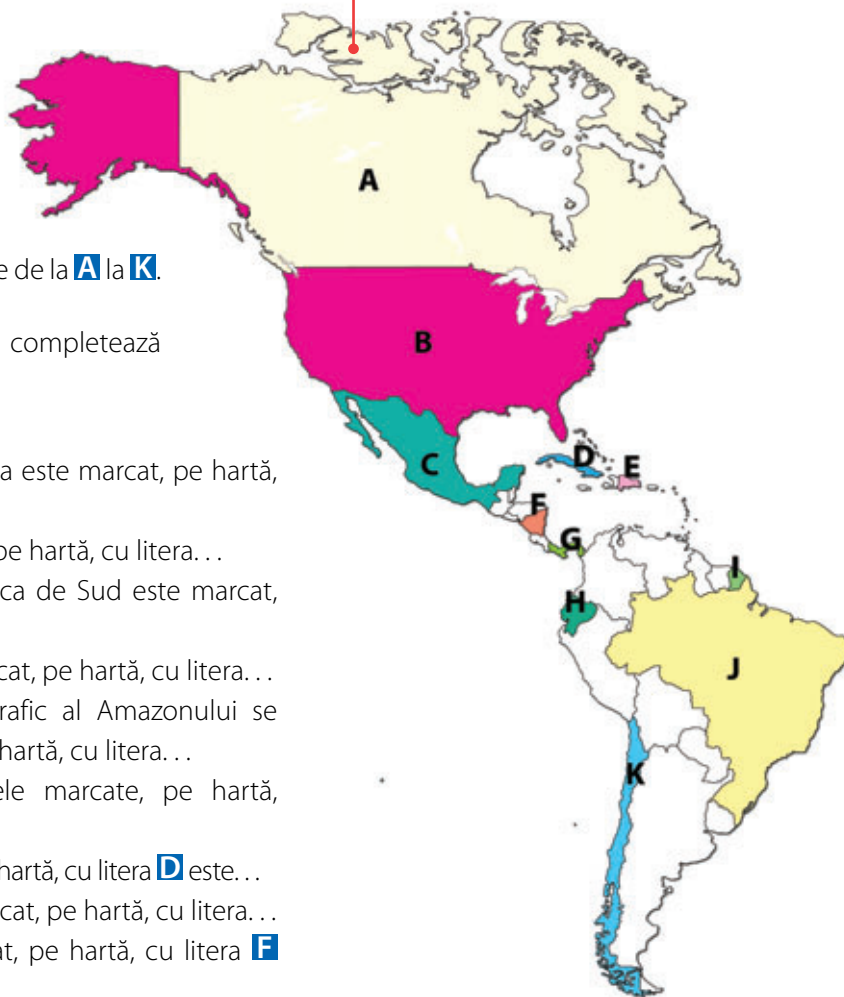 A
e de la A la K.
completează
B
a este marcat, pe hartă,
C
D
E
F
pe hartă, cu litera...
G
ca de Sud este marcat,
I
H
cat, pe hartă, cu litera...
J
rafic al Amazonului se
hartă, cu litera...
K
ele marcate, pe hartă,
hartă, cu litera D este...
cat, pe hartă, cu litera...
at, pe hartă, cu litera F